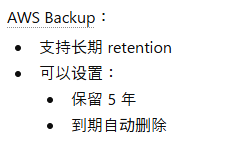 AWS Backup：
支持长期 retention
可以设置：
保留 5 年
到期自动删除